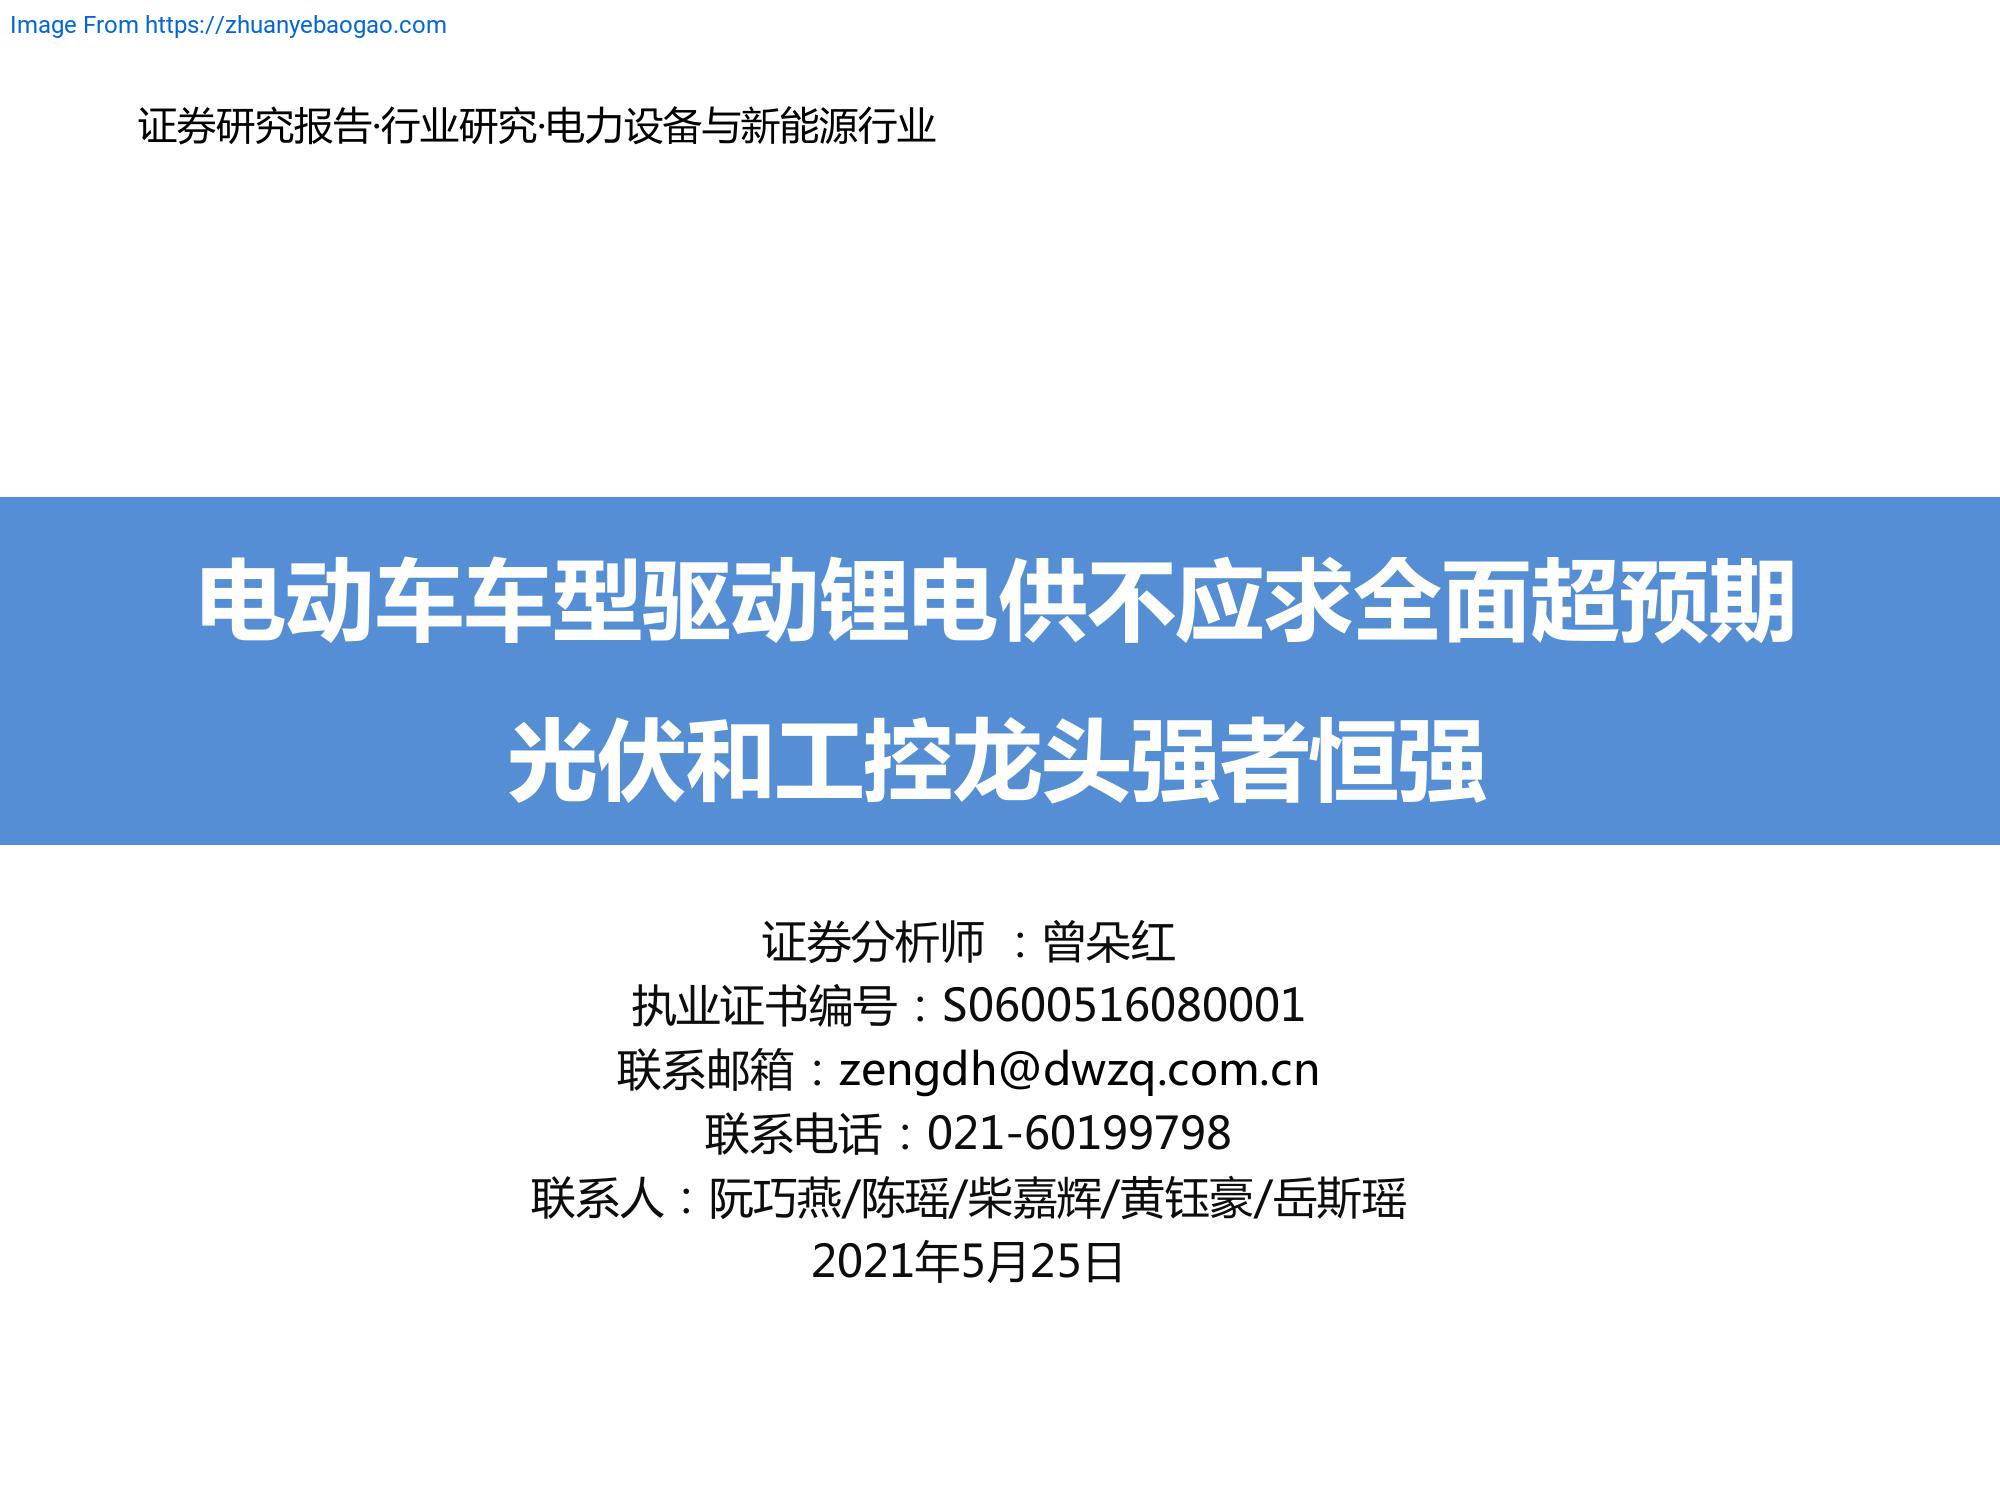 Image From https://zhuanyebaogao.com
证券研究报告·行业研究·电力设备与新能源行业
电动车车型驱动锂电供不应求全面超预期
光伏和工控龙头强者恒强
证券分析师 ：曾朵红
执业证书编号：S0600516080001
联系邮箱：zengdh@dwzq.com.cn
联系电话：021-60199798
联系人：阮巧燕/陈瑶/柴嘉辉/黄钰豪/岳斯瑶
2021年5月25日